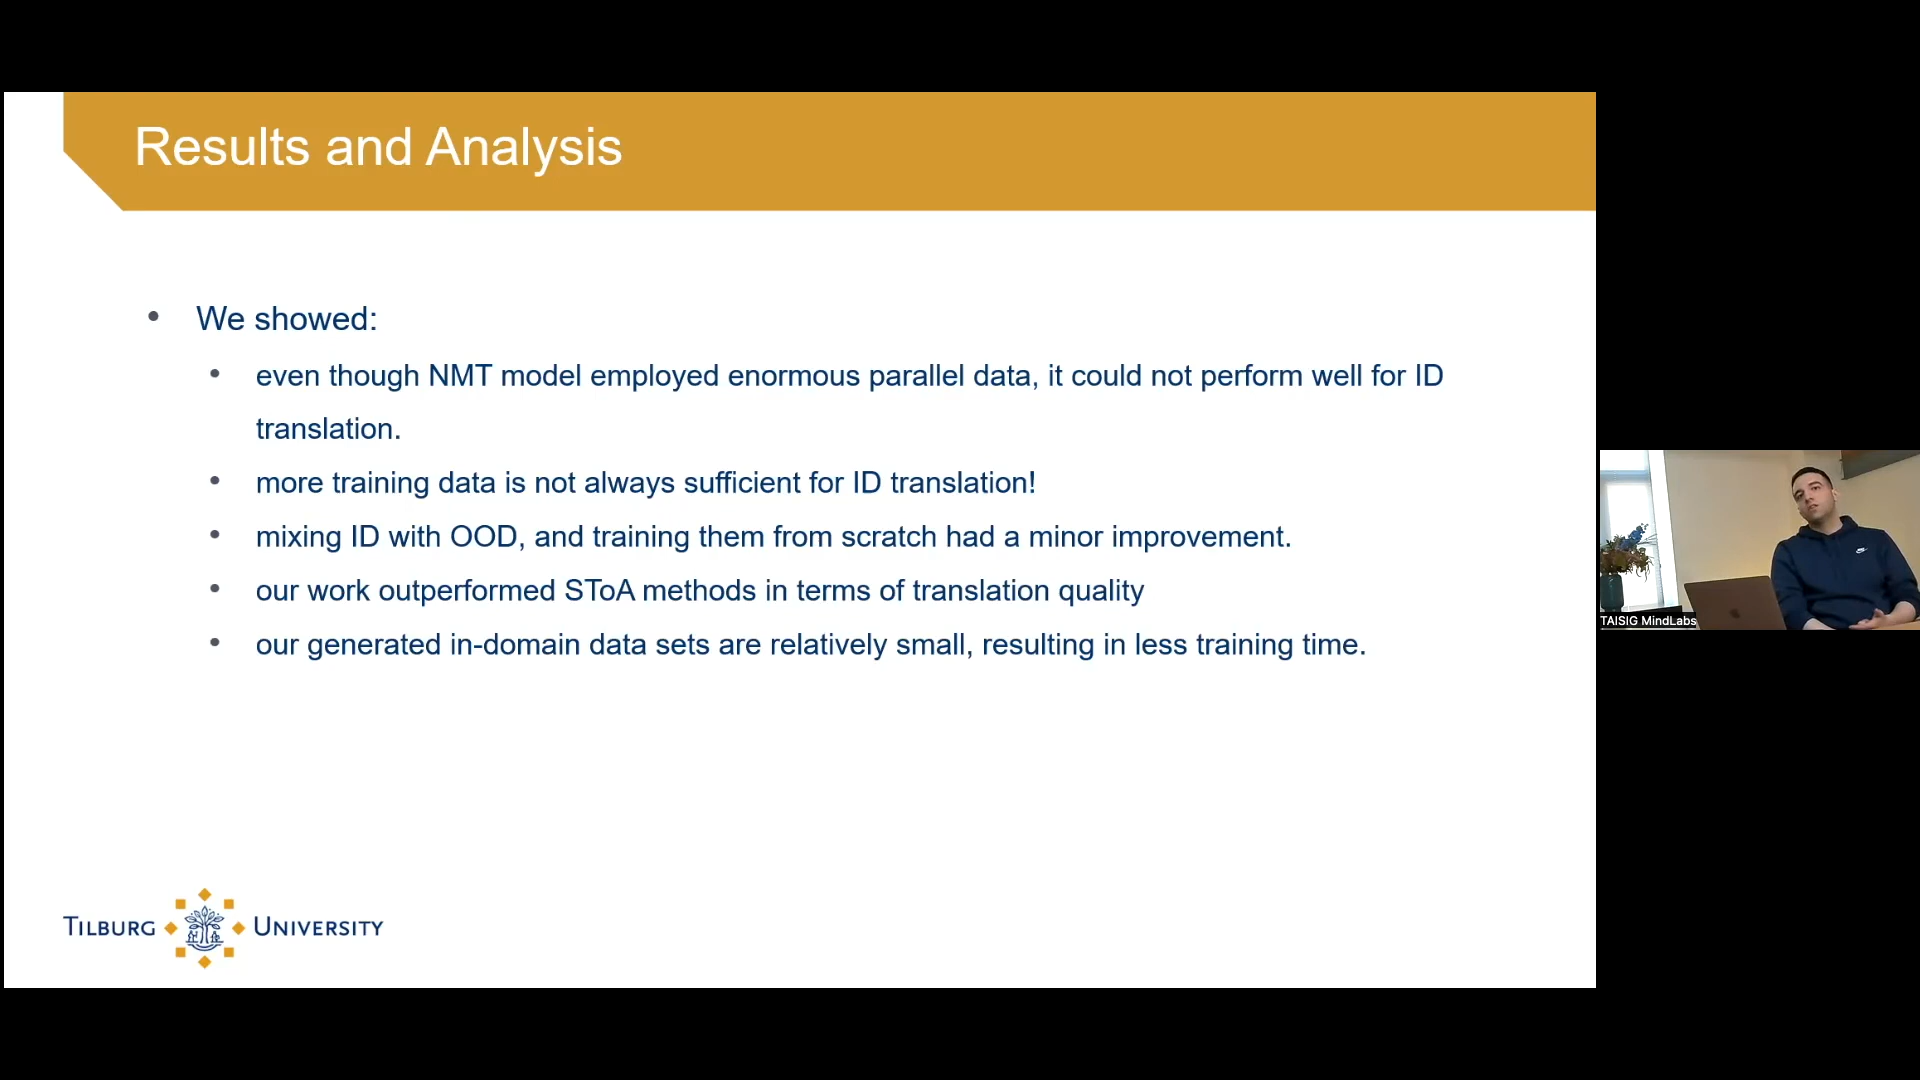 Results and Analysis
• We showed:
• even though NMT model employed enormous parallel data, it could not perform well for ID
translation.
• more training data is not always sufficient for ID translation!
• mixing ID with OOD, and training them from scratch had a minor improvement.
• our work outperformed SToA methods in terms of translation quality
• our generated in-domain data sets are relatively small, resulting in less training time.
TAISIG MindLabs
TILBURG UNIVERSITY